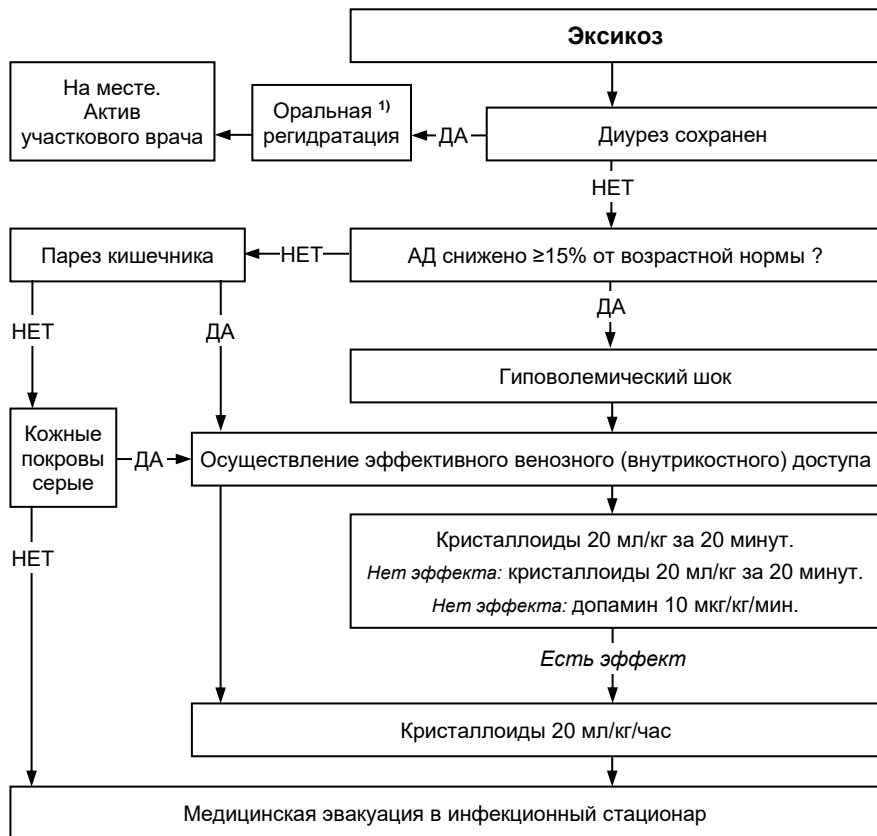 Эксикоз
На месте.
Актив
участкового врача
Оральная ¹⁾
регидратация
ДА
Диурез сохранен
НЕТ
Парез кишечника
НЕТ
АД снижено ≥15% от возрастной нормы ?
НЕТ
ДА
ДА
Гиповолемический шок
Кожные
покровы
серые
ДА
Осуществление эффективного венозного (внутрикостного) доступа
НЕТ
Кристаллоиды 20 мл/кг за 20 минут.
Нет эффекта: кристаллоиды 20 мл/кг за 20 минут.
Нет эффекта: допамин 10 мкг/кг/мин.
Есть эффект
Кристаллоиды 20 мл/кг/час
Медицинская эвакуация в инфекционный стационар